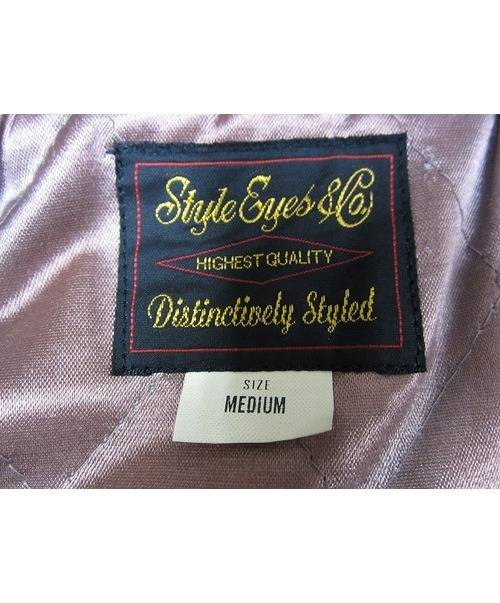 Style Eyes & Co.
HIGHEST QUALITY
Distinctively Styled
SIZE
MEDIUM